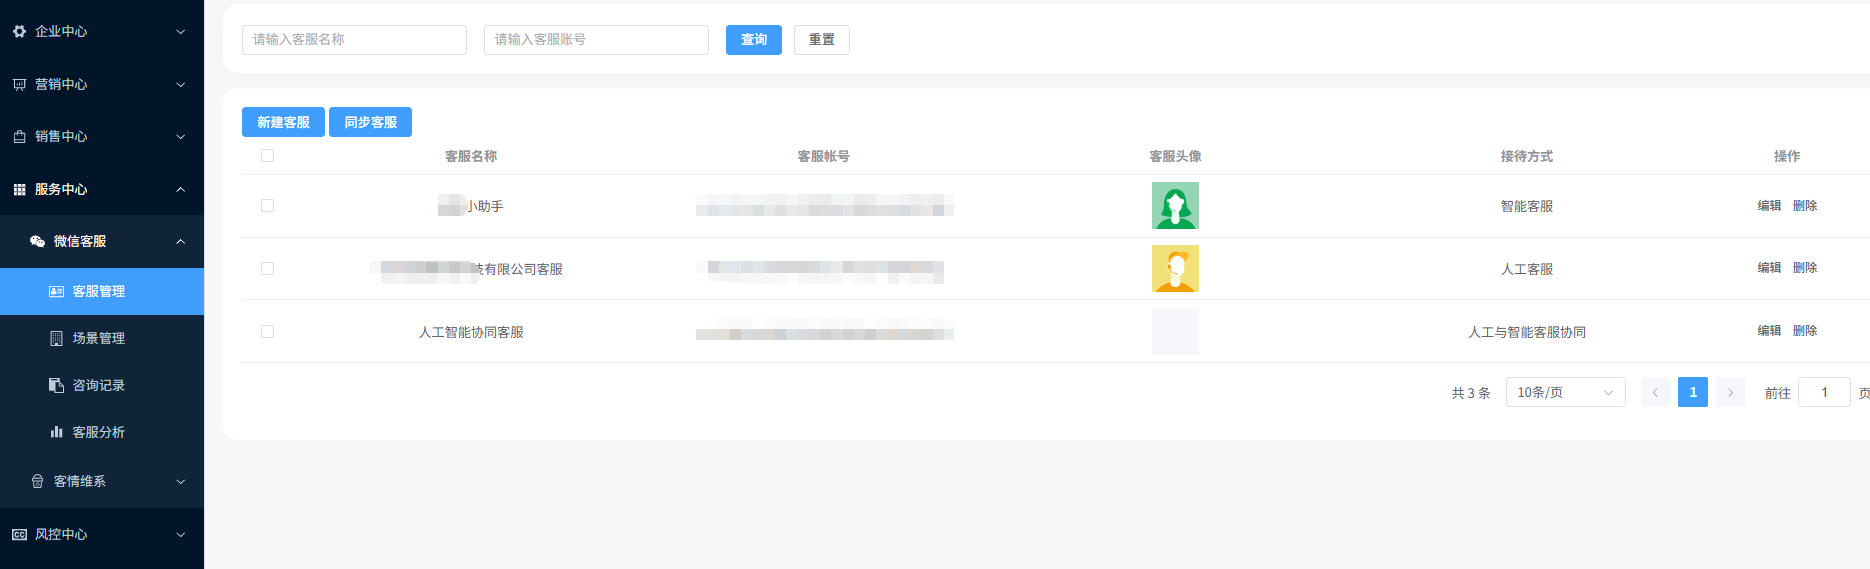 企业中心
营销中心
销售中心
服务中心
微信客服
客服管理
场景管理
咨询记录
客服分析
客情维系
风控中心
请输入客服名称 请输入客服账号 查询 重置
新建客服 同步客服
客服名称 客服帐号 客服头像 接待方式 操作
小助手 智能客服 编辑 删除
有限公司客服 人工客服 编辑 删除
人工智能协同客服 人工与智能客服协同 编辑 删除
共 3 条 10条/页 1 前往 1 页